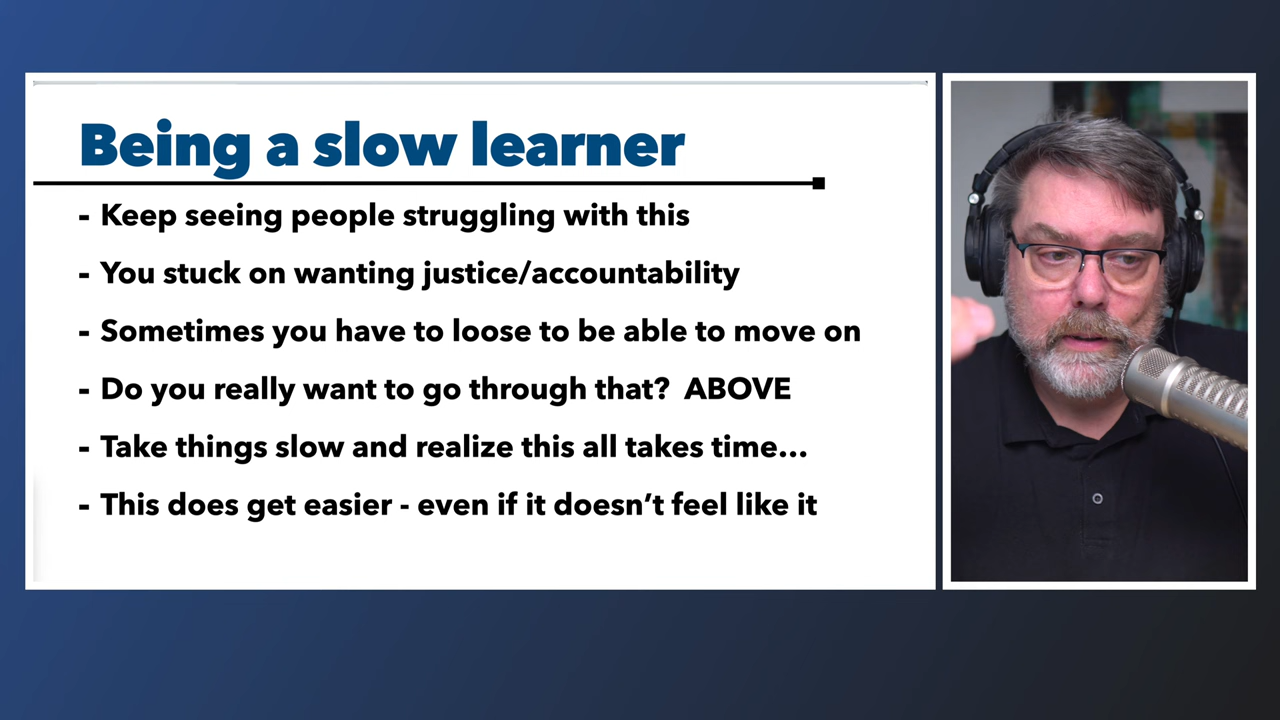 Being a slow learner
- Keep seeing people struggling with this
- You stuck on wanting justice/accountability
- Sometimes you have to loose to be able to move on
- Do you really want to go through that?  ABOVE
- Take things slow and realize this all takes time...
- This does get easier - even if it doesn’t feel like it